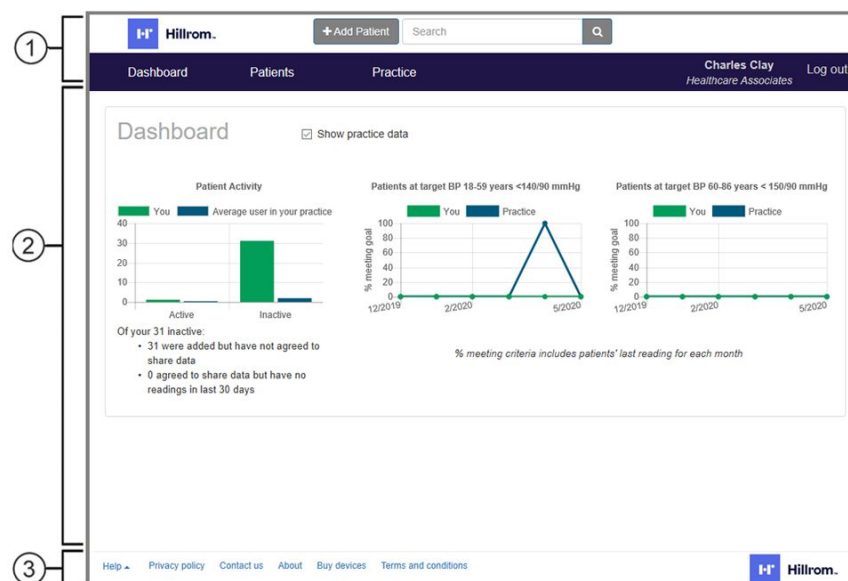 1
Hillrom™
Add Patient Search
Dashboard Patients Practice
Charles Clay
Healthcare Associates
Log out
2
Dashboard
Show practice data
Patient Activity
You Average user in your practice
40
30
20
10
0
Active Inactive
Of your 31 inactive:
• 31 were added but have not agreed to
share data
• 0 agreed to share data but have no
readings in last 30 days
Patients at target BP 18-59 years <140/90 mmHg
You Practice
% meeting goal
100
80
60
40
20
0
12/2019 2/2020 5/2020
Patients at target BP 60-86 years < 150/90 mmHg
You Practice
% meeting goal
100
80
60
40
20
0
12/2019 2/2020 5/2020
% meeting criteria includes patients' last reading for each month
3
Help Privacy policy Contact us About Buy devices Terms and conditions
Hillrom™